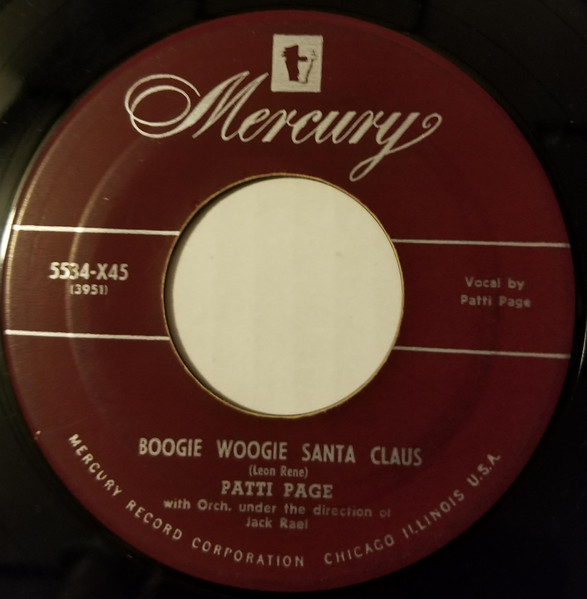 Mercury
5534-X45
(3951)
Vocal by
Patti Page
BOOGIE WOOGIE SANTA CLAUS
(Leon Rene)
PATTI PAGE
with Orch. under the direction of
Jack Rael
MERCURY RECORD CORPORATION CHICAGO ILLINOIS U.S.A.